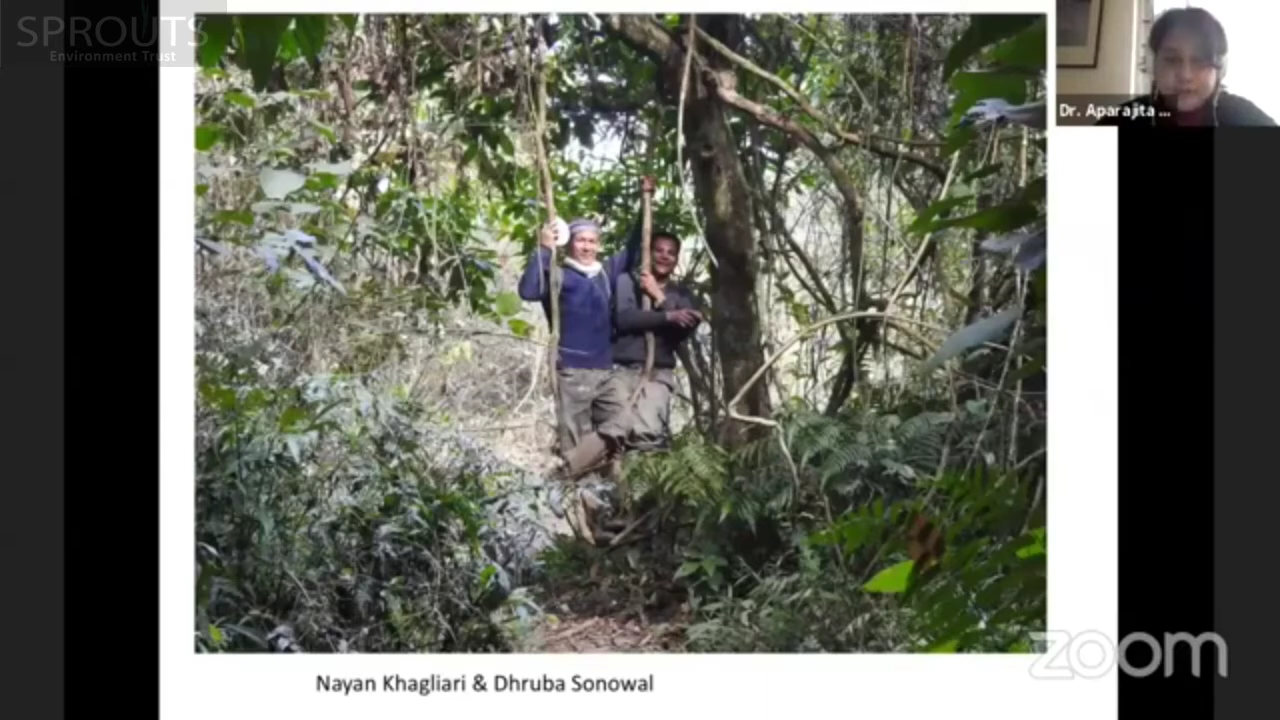 SPROUTS
Environment Trust
Dr. Aparajita ...
zoom
Nayan Khagliari & Dhruba Sonowal